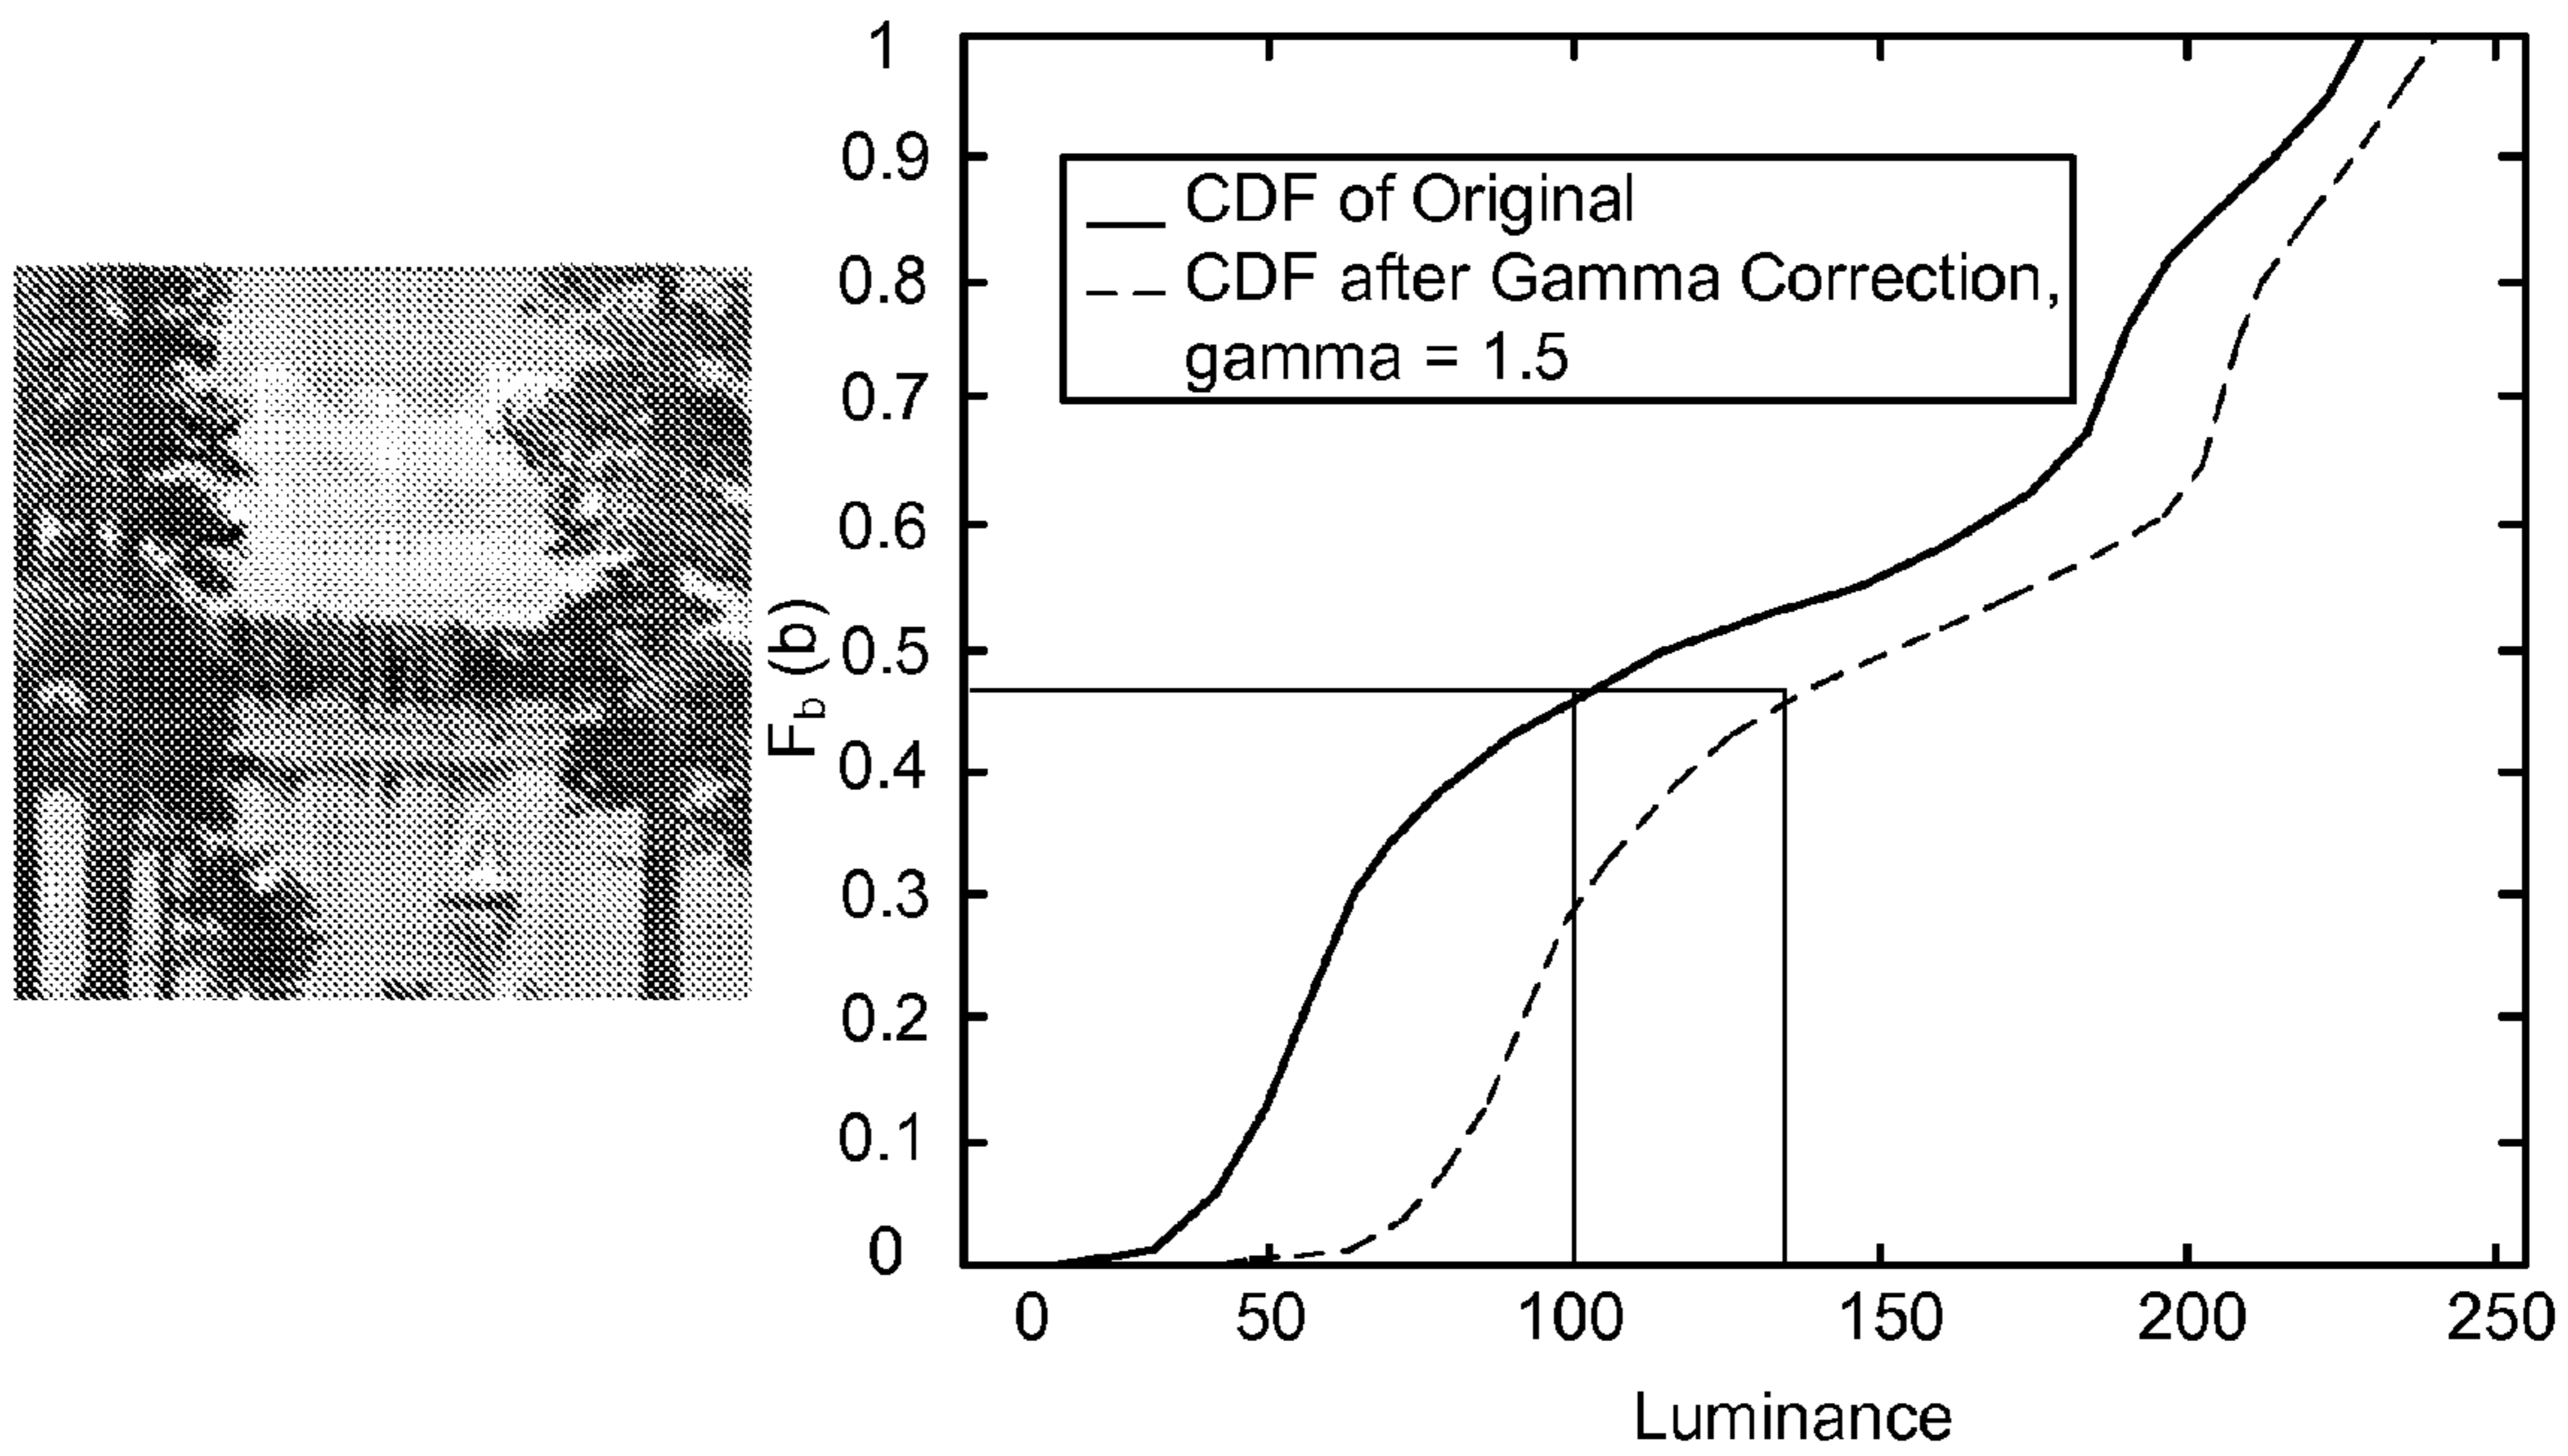 1
0.9
0.8
0.7
0.6
0.5
0.4
0.3
0.2
0.1
0
F_b (b)
CDF of Original
CDF after Gamma Correction,
gamma = 1.5
0 50 100 150 200 250
Luminance